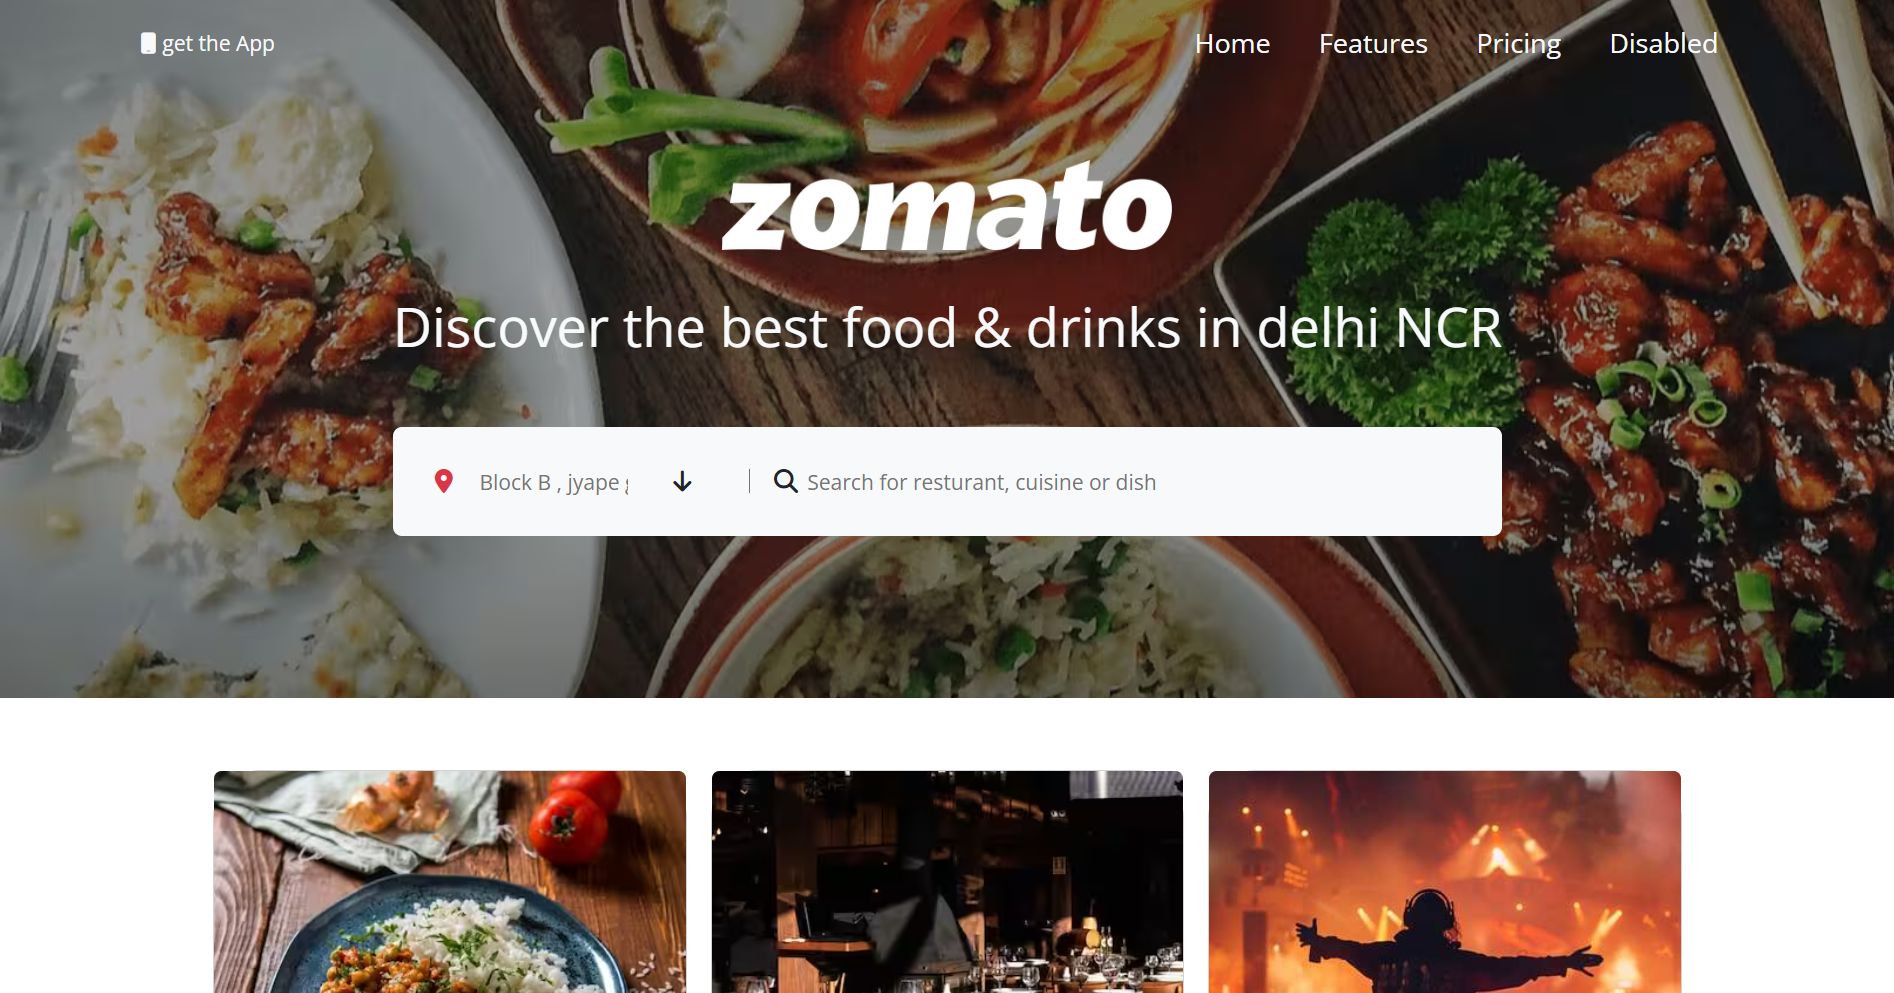 get the App
Home Features Pricing Disabled
zomato
Discover the best food & drinks in delhi NCR
Block B , jyape
Search for resturant, cuisine or dish